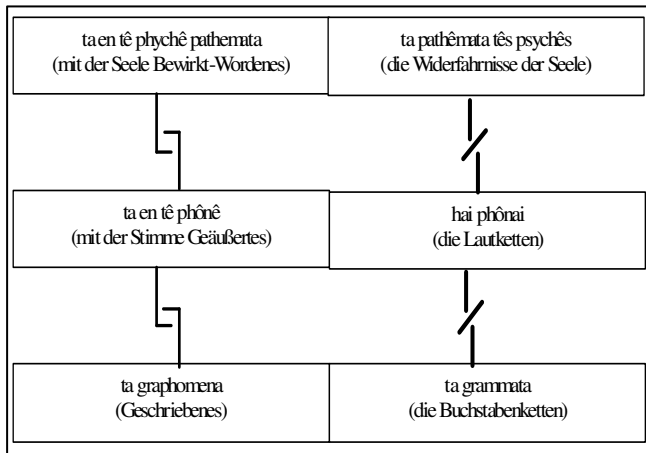 ta en tê phychê pathemata
(mit der Seele Bewirkt-Wordenes)
ta pathêmata tês psychês
(die Widerfahrnisse der Seele)
ta en tê phônê
(mit der Stimme Geäußertes)
hai phônai
(die Lautketten)
ta graphomena
(Geschriebenes)
ta grammata
(die Buchstabenketten)